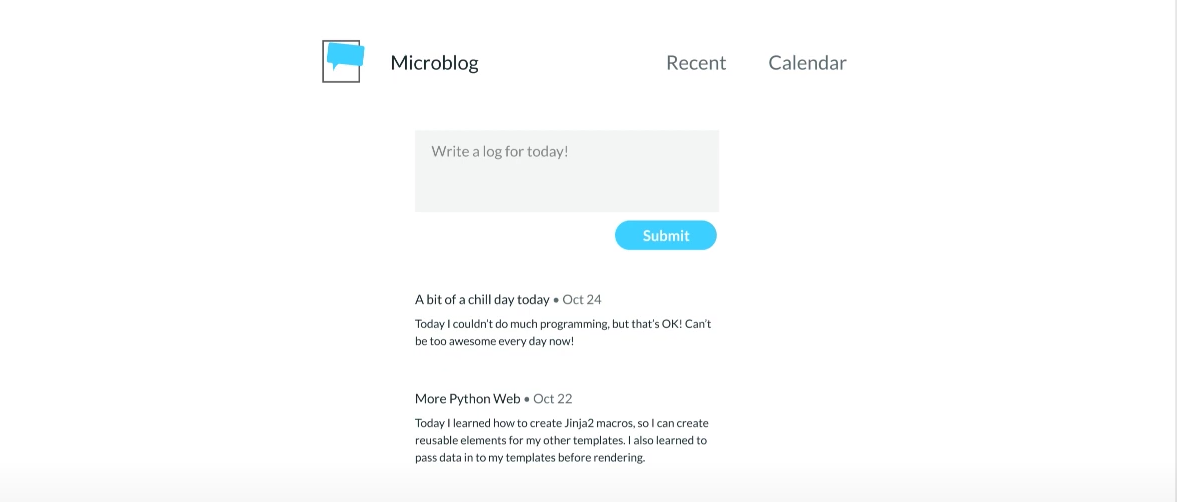 Microblog Recent Calendar
Write a log for today!
Submit
A bit of a chill day today • Oct 24
Today I couldn't do much programming, but that's OK! Can't
be too awesome every day now!
More Python Web • Oct 22
Today I learned how to create Jinja2 macros, so I can create
reusable elements for my other templates. I also learned to
pass data in to my templates before rendering.